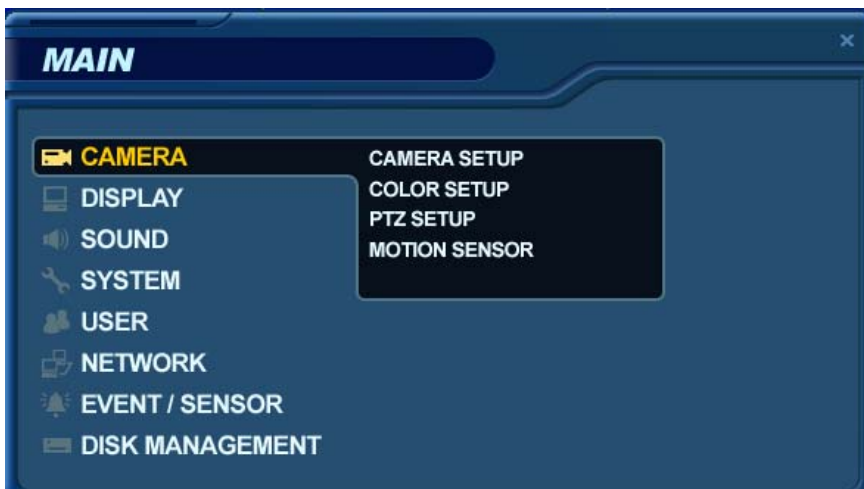 MAIN
×
CAMERA
CAMERA SETUP
COLOR SETUP
PTZ SETUP
MOTION SENSOR
DISPLAY
SOUND
SYSTEM
USER
NETWORK
EVENT / SENSOR
DISK MANAGEMENT